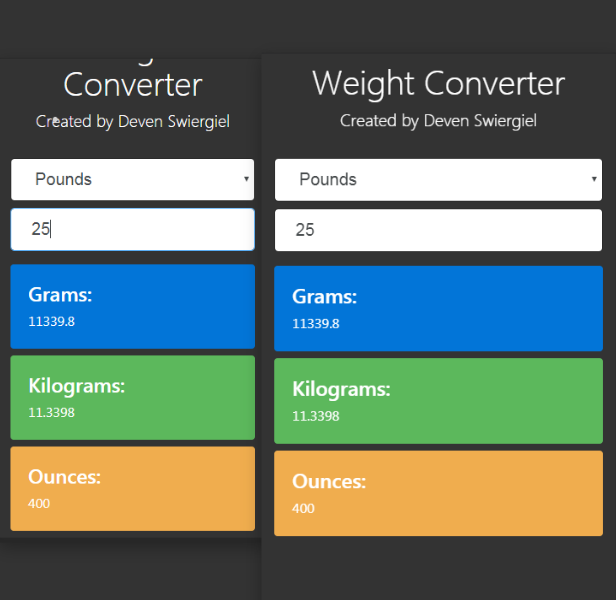 Converter
Created by Deven Swiergiel
Pounds
25
Grams:
11339.8
Kilograms:
11.3398
Ounces:
400
Weight Converter
Created by Deven Swiergiel
Pounds
25
Grams:
11339.8
Kilograms:
11.3398
Ounces:
400